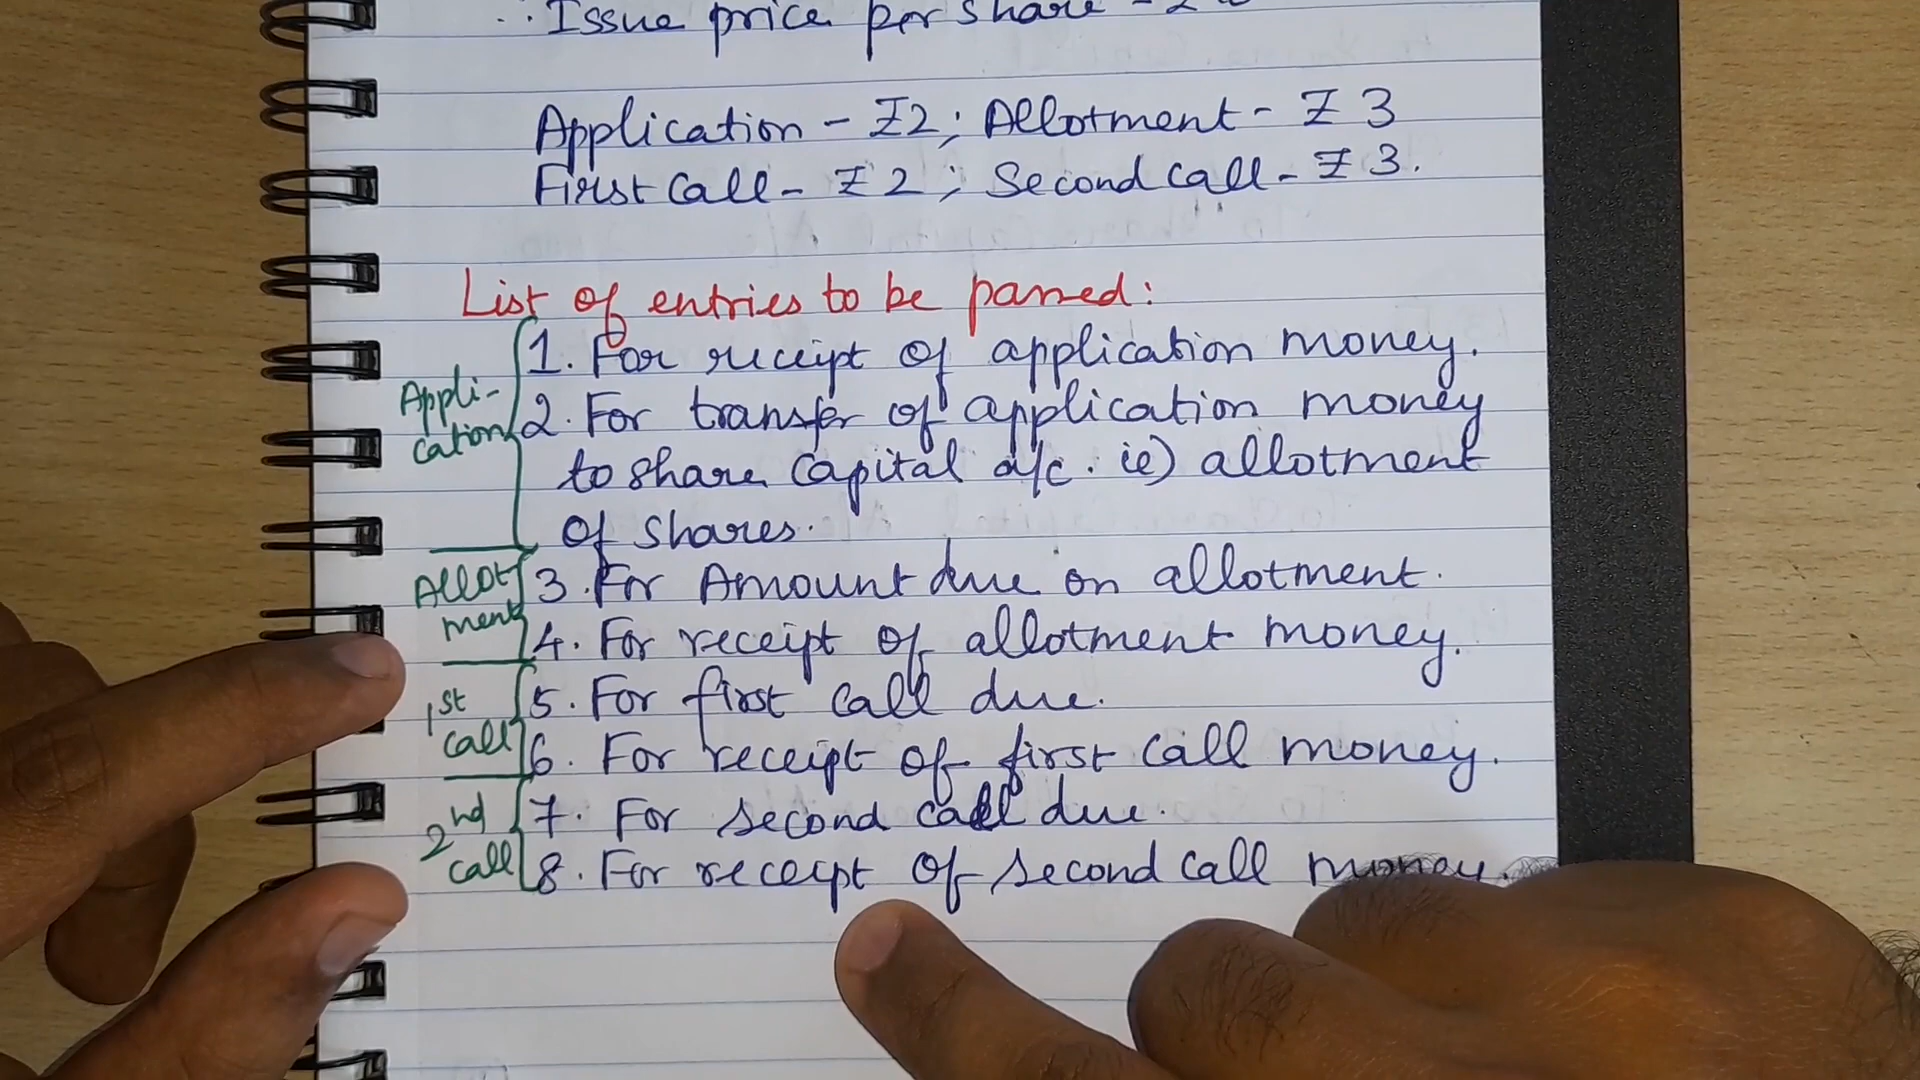 ∴ Issue price per share -
Application - ₹2; Allotment - ₹3
First Call - ₹2; Second call - ₹3.
List of entries to be passed:
1. For receipt of application money.
Appli-
2. For transfer of application money
cation
to share capital a/c. ie) allotment
of shares.
Allot
3. For Amount due on allotment.
ment
4. For receipt of allotment money.
1st
5. For first call due.
call
6. For receipt of first call money.
2nd
7. For second call due.
call
8. For receipt of second call money.